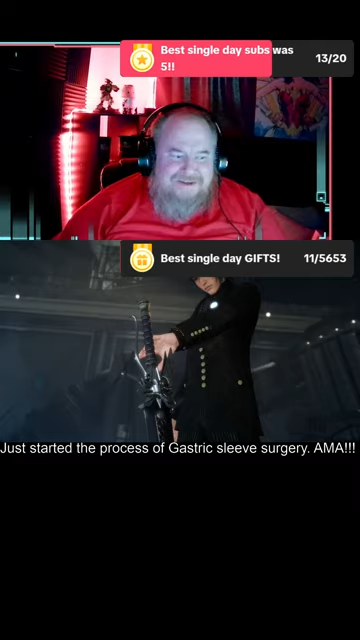 Best single day subs was
5!!
13/20
Best single day GIFTS!
11/5653
Just started the process of Gastric sleeve surgery. AMA!!!